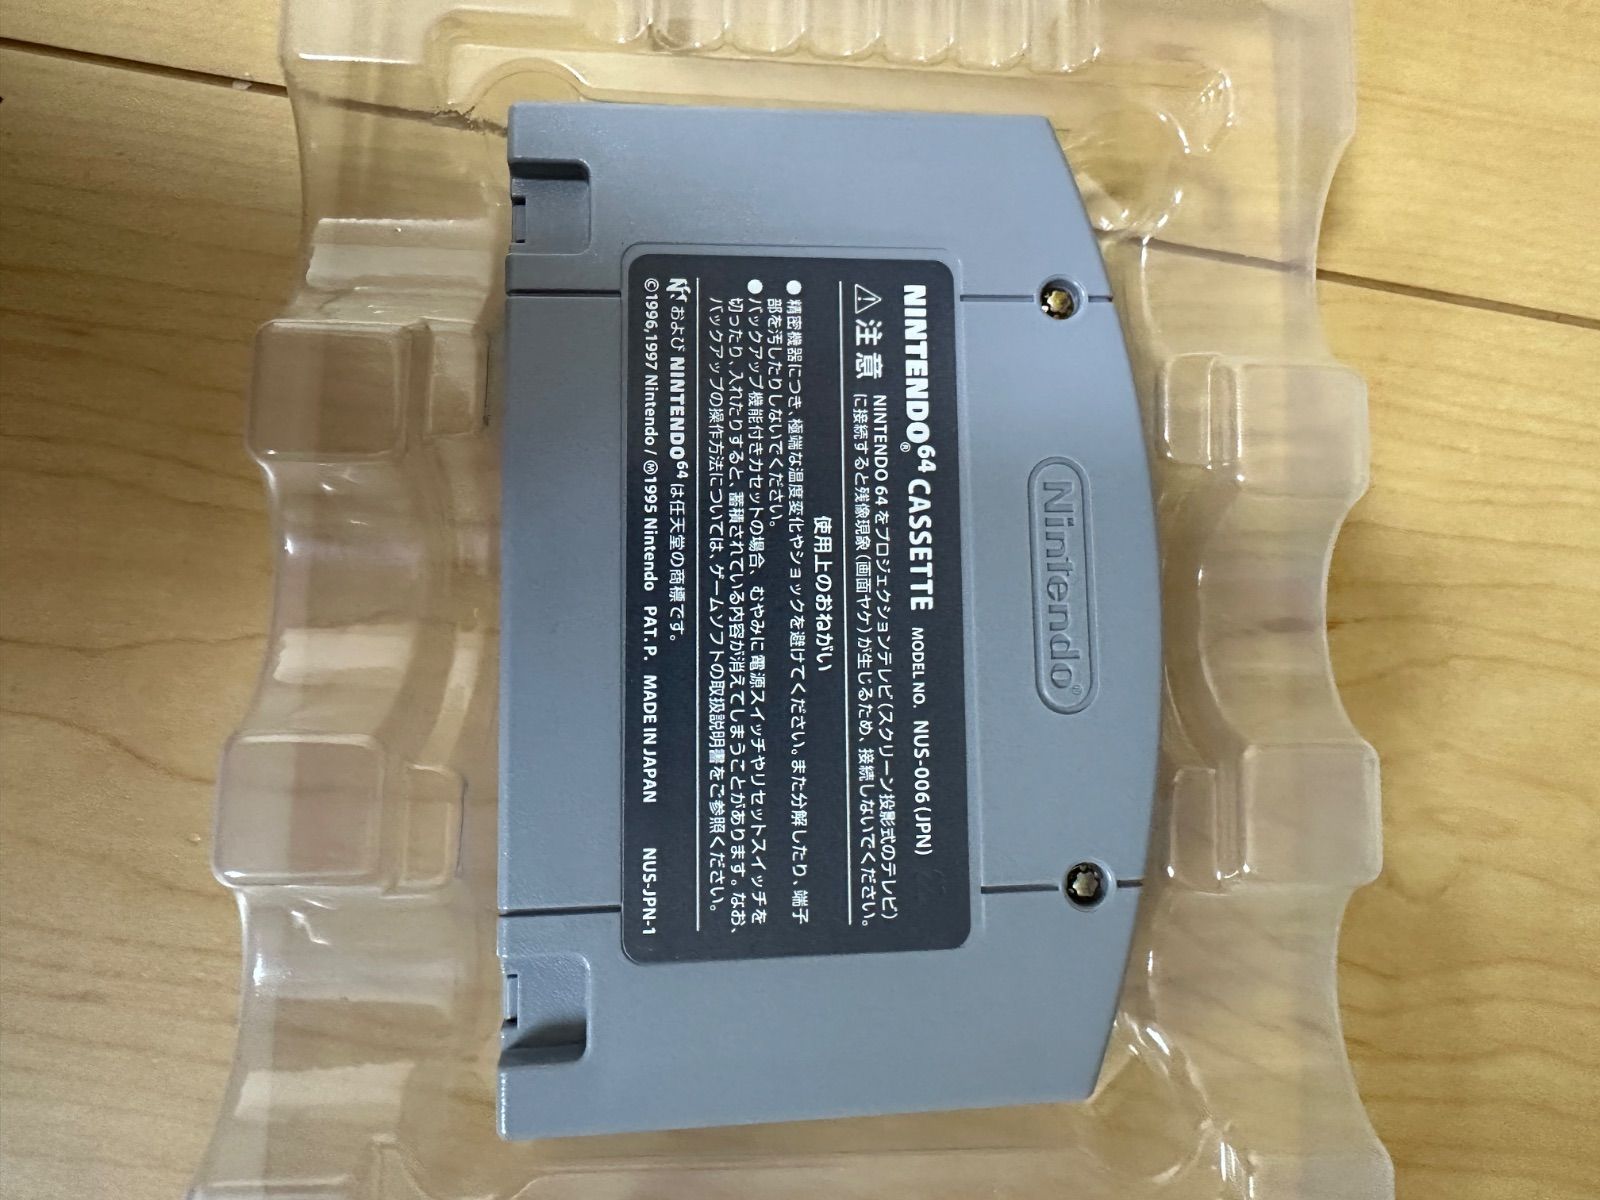 Nintendo®
NINTENDO64 CASSETTE MODEL NO. NUS-006(JPN)
®
⚠注意 NINTENDO 64 をプロジェクションテレビ(スクリーン投影式のテレビ)
に接続すると残像現象(画面ヤケ)が生じるため、接続しないでください。
使用上のおねがい
●精密機器につき、極端な温度変化やショックを避けてください。また分解したり、端子
部を汚したりしないでください。
●バックアップ機能付きカセットの場合、むやみに電源スイッチやリセットスイッチを
切ったり、入れたりすると、蓄積されている内容が消えてしまうことがあります。なお、
バックアップの操作方法については、ゲームソフトの取扱説明書をご参照ください。
および NINTENDO64 は任天堂の商標です。
©1996,1997 Nintendo / Ⓜ1995 Nintendo PAT. P. MADE IN JAPAN NUS-JPN-1